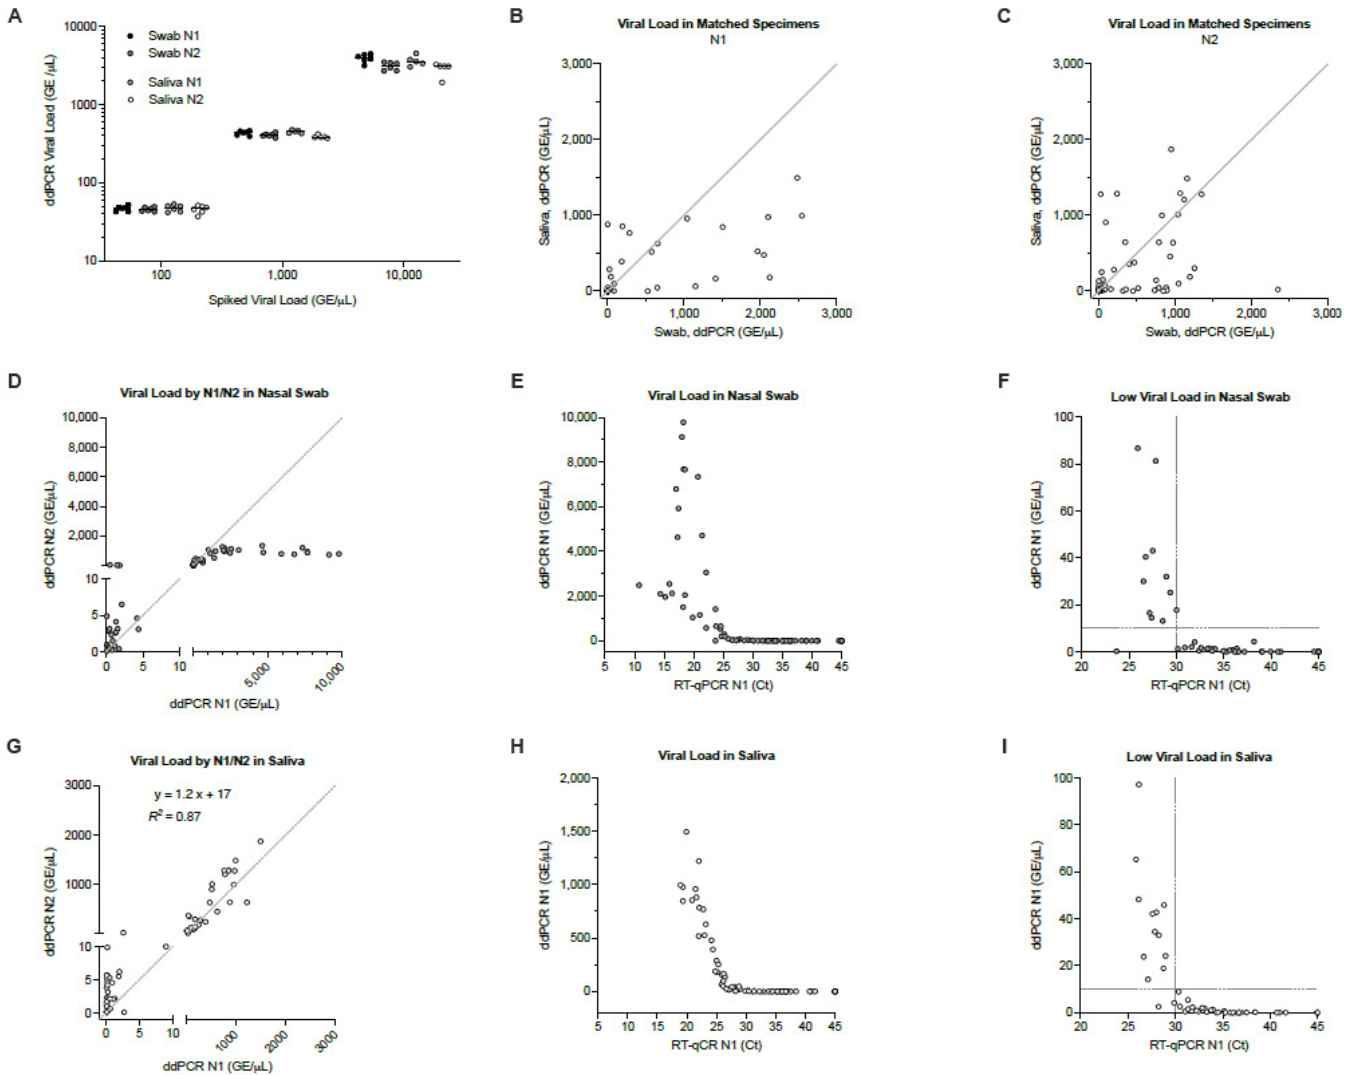 A
ddPCR Viral Load (GE /μL)
10000
1000
100
10
Swab N1
Swab N2
Saliva N1
Saliva N2
100
1,000
10,000
Spiked Viral Load (GE/μL)
B
Viral Load in Matched Specimens
N1
Saliva, ddPCR (GE/μL)
3,000
2,000
1,000
0
0
1,000
2,000
3,000
Swab, ddPCR (GE/μL)
C
Viral Load in Matched Specimens
N2
Saliva, ddPCR (GE/μL)
3,000
2,000
1,000
0
0
1,000
2,000
3,000
Swab, ddPCR (GE/μL)
D
Viral Load by N1/N2 in Nasal Swab
ddPCR N2 (GE/μL)
10,000
8,000
6,000
4,000
2,000
10
5
0
0
5
10
5,000
10,000
ddPCR N1 (GE/μL)
E
Viral Load in Nasal Swab
ddPCR N1 (GE/μL)
10,000
8,000
6,000
4,000
2,000
0
5
10
15
20
25
30
35
40
45
RT-qPCR N1 (Ct)
F
Low Viral Load in Nasal Swab
ddPCR N1 (GE/μL)
100
80
60
40
20
0
20
25
30
35
40
45
RT-qPCR N1 (Ct)
G
Viral Load by N1/N2 in Saliva
y = 1.2 x + 17
R² = 0.87
ddPCR N2 (GE/μL)
3000
2000
1000
10
5
0
0
5
10
1000
2000
3000
ddPCR N1 (GE/μL)
H
Viral Load in Saliva
ddPCR N1 (GE/μL)
2,000
1,500
1,000
500
0
5
10
15
20
25
30
35
40
45
RT-qCR N1 (Ct)
I
Low Viral Load in Saliva
ddPCR N1 (GE/μL)
100
80
60
40
20
0
20
25
30
35
40
45
RT-qPCR N1 (Ct)